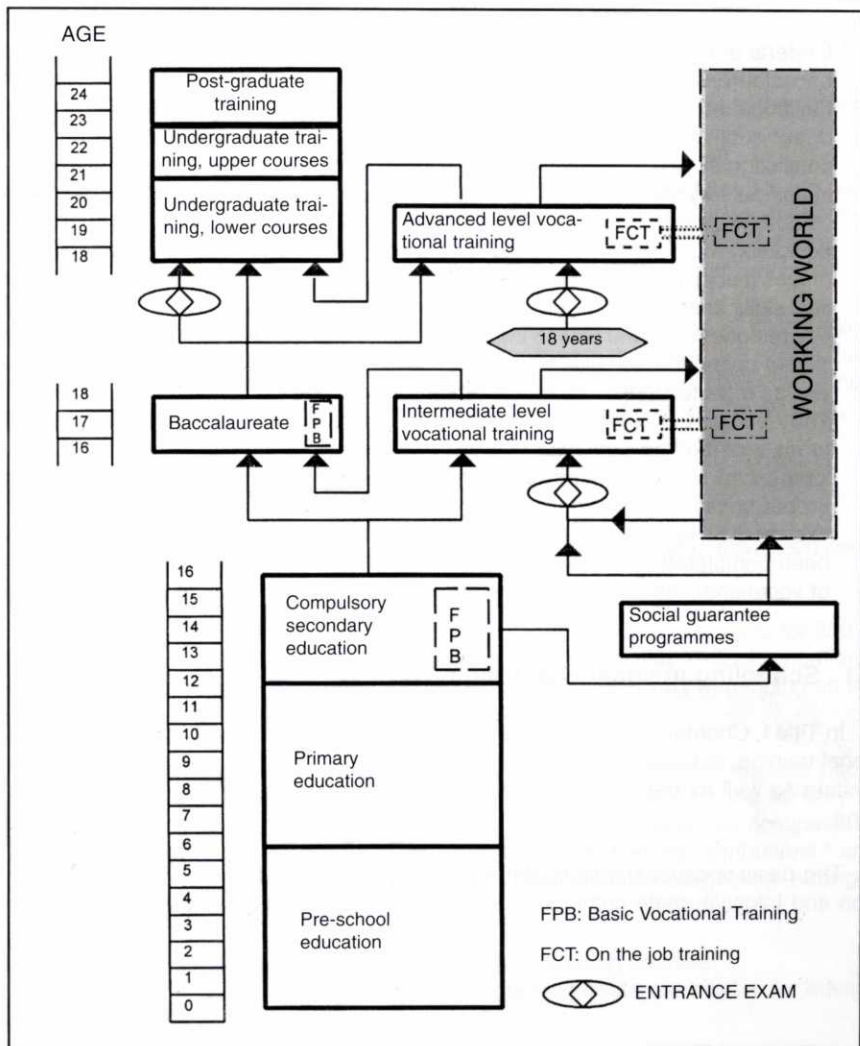 AGE
24
23
22
21
20
19
18
Post-graduate
training
Undergraduate trai-
ning, upper courses
Undergraduate trai-
ning, lower courses
Advanced level voca-
tional training
FCT
FCT
WORKING WORLD
18 years
18
17
16
Baccalaureate
F
P
B
Intermediate level
vocational training
FCT
FCT
16
15
14
13
12
11
10
9
8
7
6
5
4
3
2
1
0
Compulsory
secondary
education
F
P
B
Social guarantee
programmes
Primary
education
Pre-school
education
FPB: Basic Vocational Training
FCT: On the job training
ENTRANCE EXAM